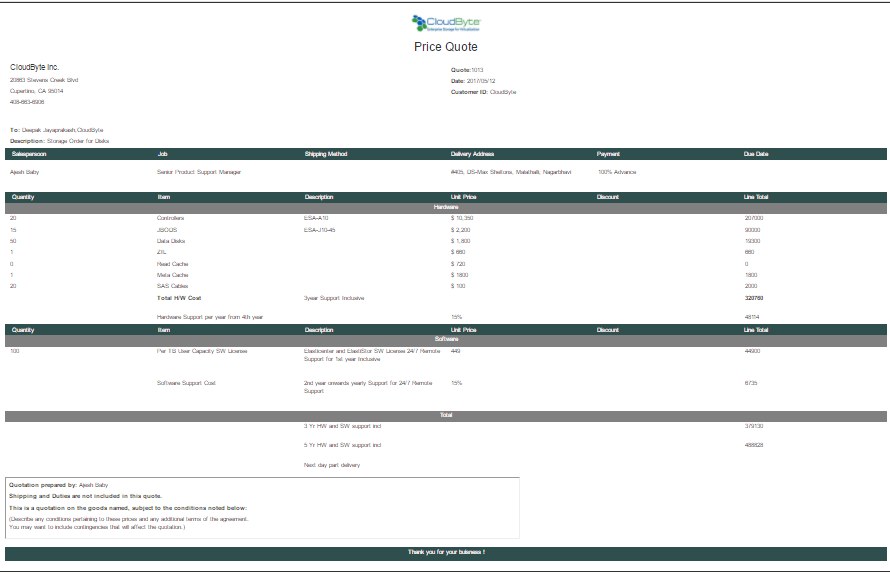 CloudByte
Enterprise Storage for Virtualization
Price Quote
CloudByte Inc.
20863 Stevens Creek Blvd
Cupertino, CA 95014
408-663-6908
Quote:1013
Date: 2017/05/12
Customer ID: CloudByte
To: Deepak Jayaprakash,CloudByte
Description: Storage Order for Disks
Salesperoson Job Shipping Method Delivery Address Payment Due Date
Ajesh Baby Senior Product Support Manager #405, DS-Max Sheltons, Malathalli, Nagarbhavi 100% Advance
Quantity Item Description Unit Price Discount Line Total
Hardware
20 Controllers ESA-A10 $ 10,350 207000
15 JBODS ESA-J10-45 $ 2,200 90000
50 Data Disks
1 ZIL $ 660 660
0 Read Cache $ 720 0
1 Meta Cache $ 1800 1800
20 SAS Cables $ 100 2000
Total H/W Cost 3year Support Inclusive 320760
Hardware Support per year from 4th year 15% 48114
Quantity Item Description Unit Price Discount Line Total
Software
100 Per TB User Capacity SW License Elasticenter and ElastiStor SW License 24/7 Remote 449 44900
Support for 1st year Inclusive
Software Support Cost 2nd year onwards yearly Support for 24/7 Remote 15% 6735
Support
Total
3 Yr HW and SW support incl 379130
5 Yr HW and SW support incl 488828
Next day part delivery
Quotation prepared by: Ajesh Baby
Shipping and Duties are not included in this quote.
This is a quotation on the goods named, subject to the conditions noted below:
(Describe any conditions pertaining to these prices and any additional terms of the agreement.
You may want to include contingencies that will affect the quotation.)
Thank you for your buisness !